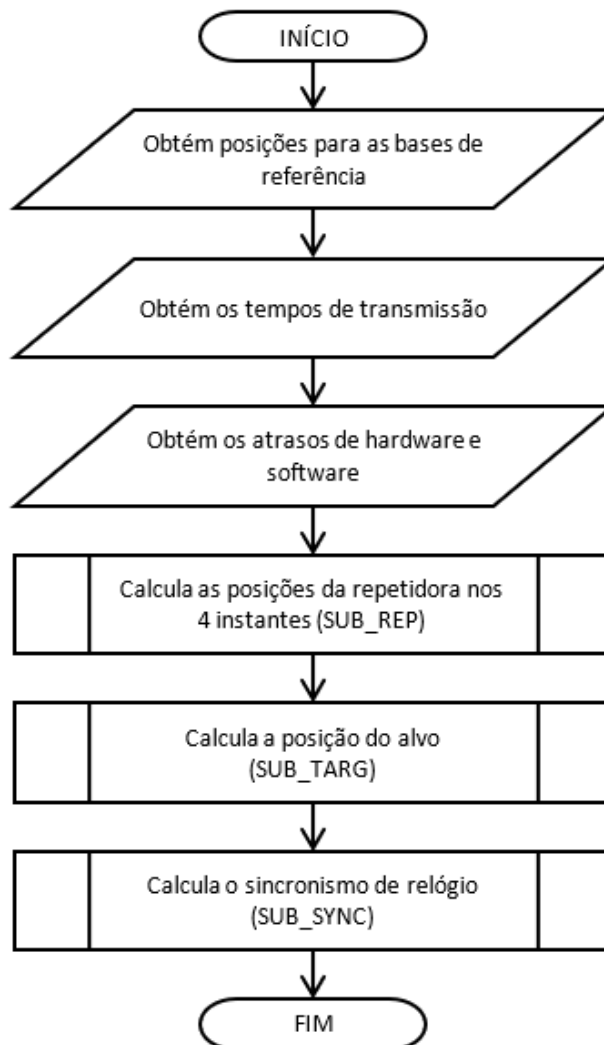 INÍCIO
Obtém posições para as bases de
referência
Obtém os tempos de transmissão
Obtém os atrasos de hardware e
software
Calcula as posições da repetidora nos
4 instantes (SUB_REP)
Calcula a posição do alvo
(SUB_TARG)
Calcula o sincronismo de relógio
(SUB_SYNC)
FIM